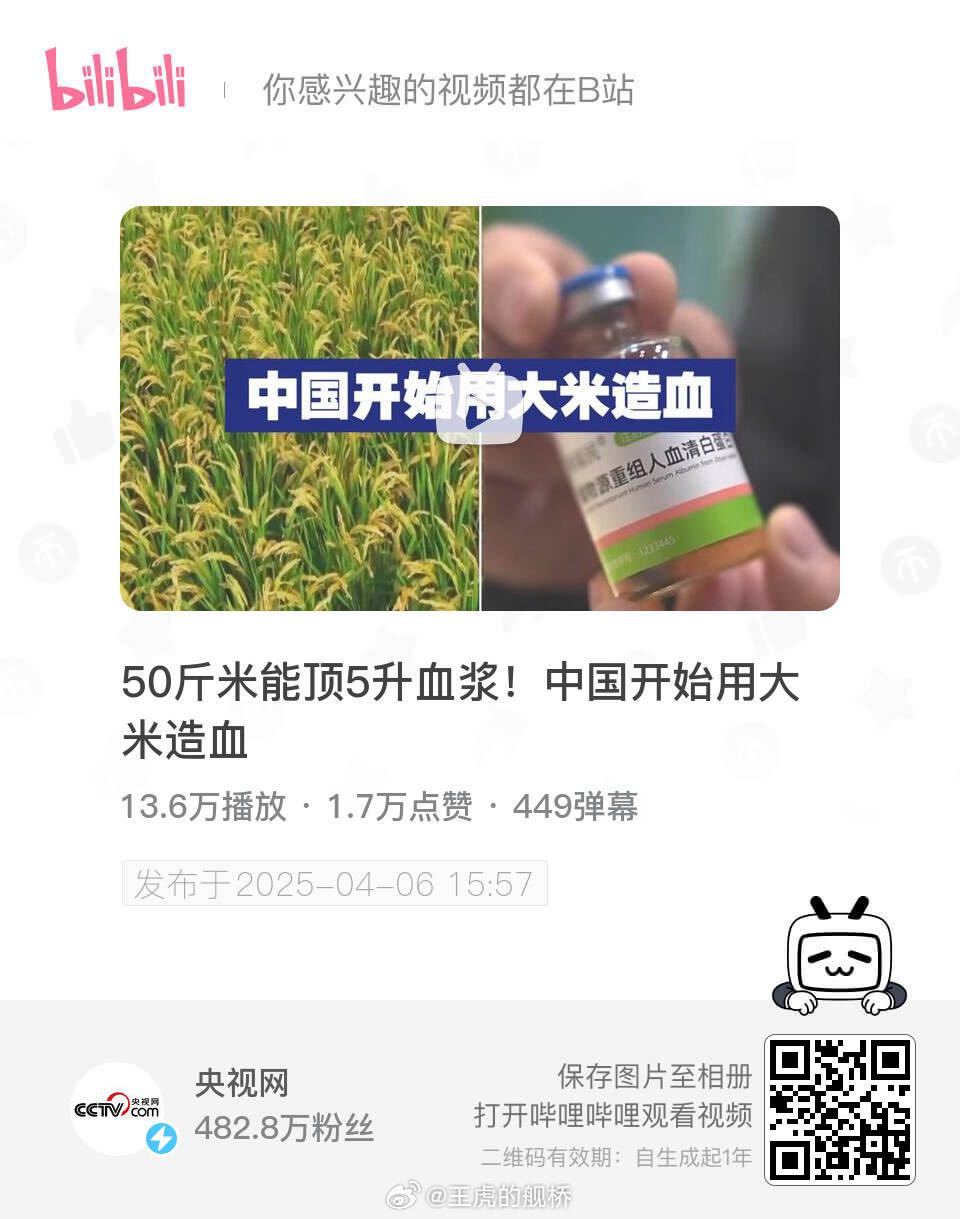 bilibili
你感兴趣的视频都在B站
中国开始用大米造血
源重组人血清白蛋白
Recombinant Human Serum Albumin from
1233445
50斤米能顶5升血浆！中国开始用大
米造血
13.6万播放 · 1.7万点赞 · 449弹幕
发布于2025-04-06 15:57
央视网
CCTV.com
央视网
482.8万粉丝
保存图片至相册
打开哔哩哔哩观看视频
二维码有效期：自生成起1年
@王虎的舰桥